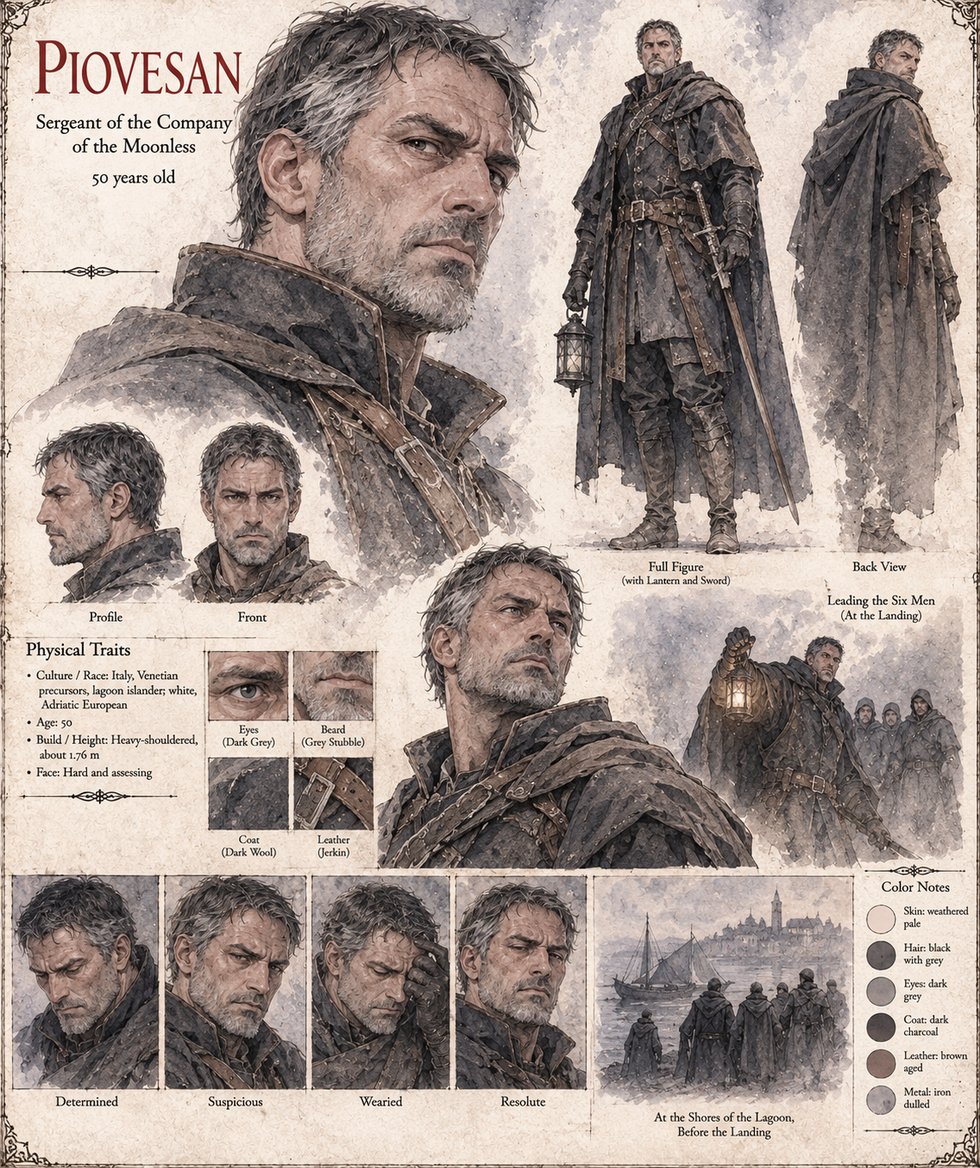 PIOVESAN
Sergeant of the Company
of the Moonless
50 years old
Full Figure
(with Lantern and Sword)
Back View
Profile
Front
Leading the Six Men
(At the Landing)
Physical Traits
• Culture / Race: Italy, Venetian
precursors, lagoon islander; white,
Adriatic European
• Age: 50
• Build / Height: Heavy-shouldered,
about 1.76 m
• Face: Hard and assessing
Eyes
(Dark Grey)
Beard
(Grey Stubble)
Coat
(Dark Wool)
Leather
(Jerkin)
Determined
Suspicious
Wearied
Resolute
At the Shores of the Lagoon,
Before the Landing
Color Notes
Skin: weathered
pale
Hair: black
with grey
Eyes: dark
grey
Coat: dark
charcoal
Leather: brown
aged
Metal: iron
dulled